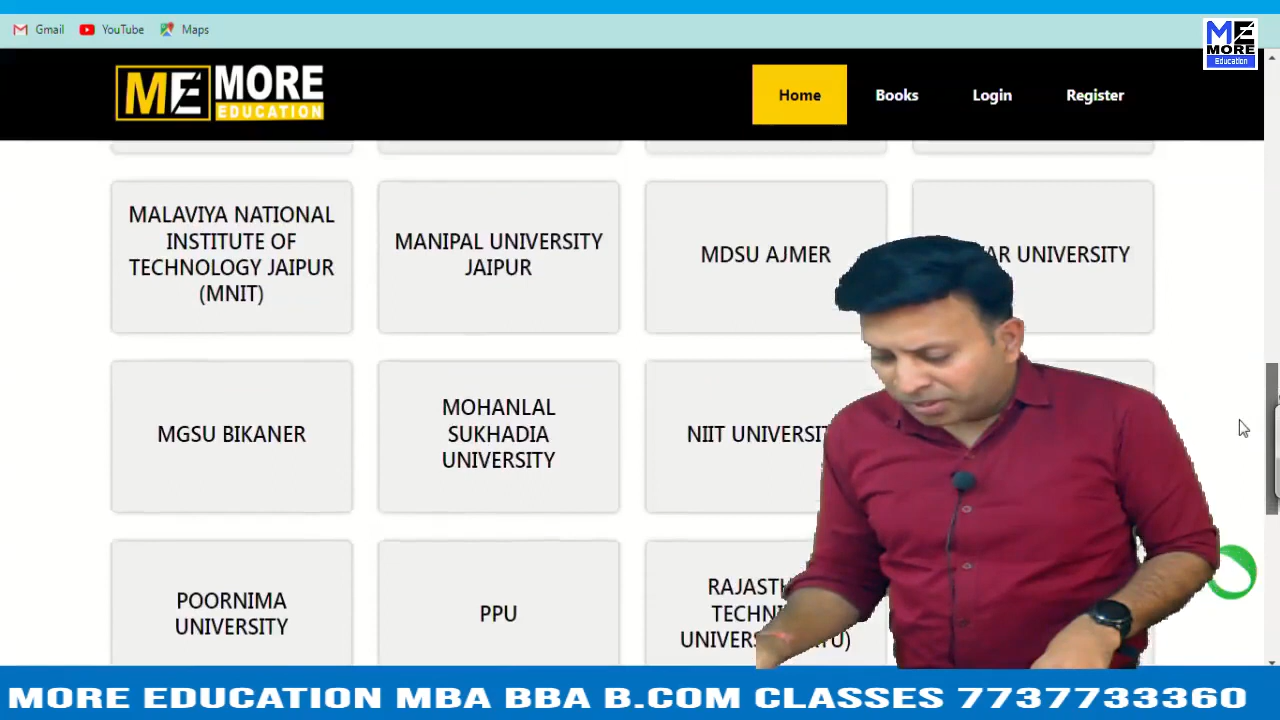 Gmail YouTube Maps
ME
MORE
Education
ME MORE
EDUCATION
Home Books Login Register
MALAVIYA NATIONAL
INSTITUTE OF
TECHNOLOGY JAIPUR
(MNIT)
MANIPAL UNIVERSITY
JAIPUR
MDSU AJMER
UNIVERSITY
MGSU BIKANER
MOHANLAL
SUKHADIA
UNIVERSITY
NIIT
POORNIMA
UNIVERSITY
PPU
MORE EDUCATION MBA BBA B.COM CLASSES 7737733360